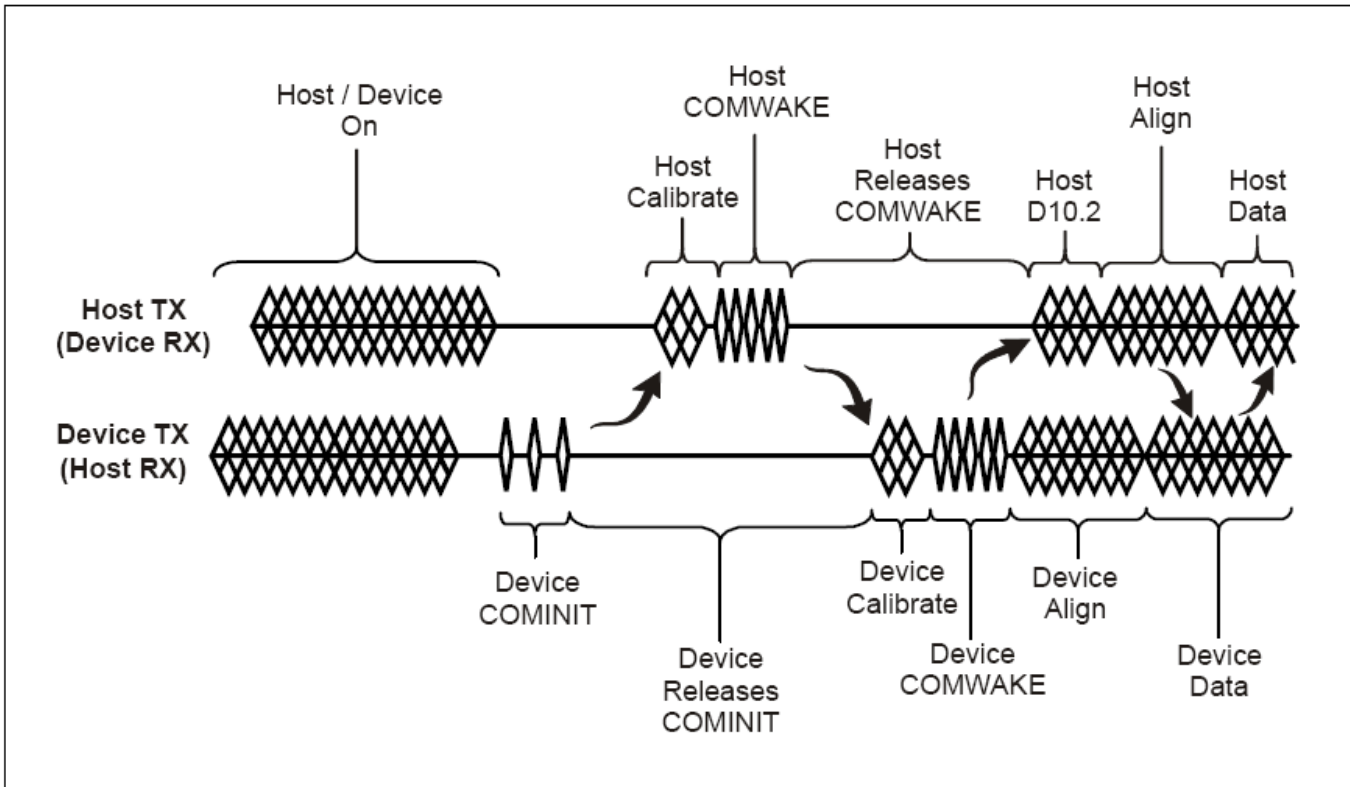 Host / Device
On
Host
COMWAKE
Host
Calibrate
Host
Releases
COMWAKE
Host
D10.2
Host
Align
Host
Data
Host TX
(Device RX)
Device TX
(Host RX)
Device
COMINIT
Device
Releases
COMINIT
Device
Calibrate
Device
COMWAKE
Device
Align
Device
Data